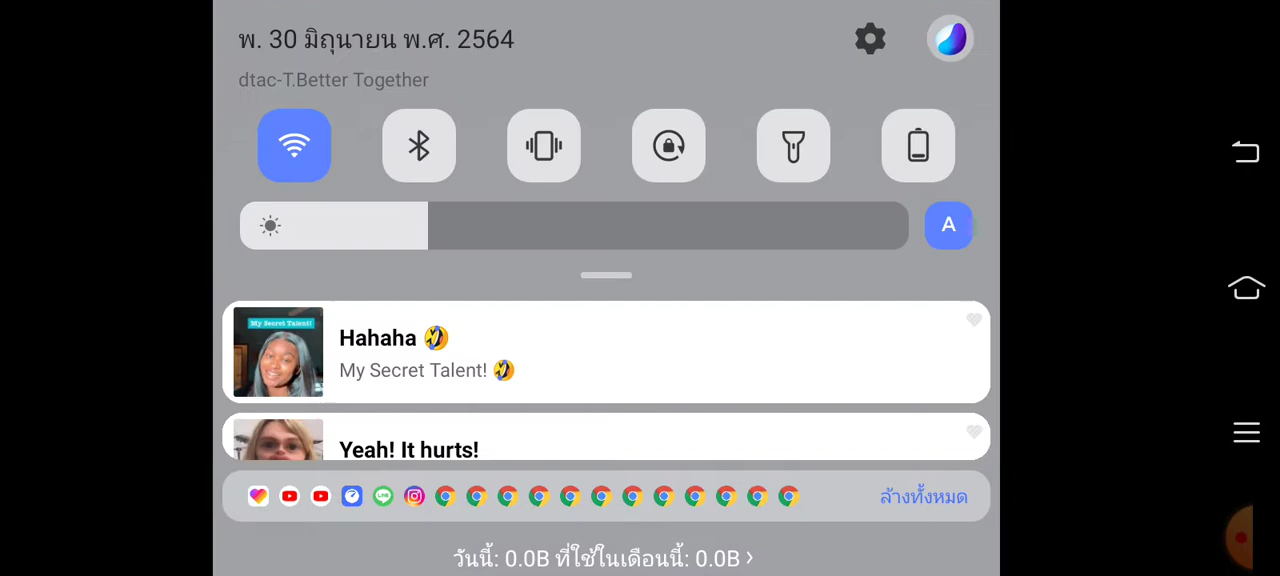 พ. 30 มิถุนายน พ.ศ. 2564
dtac-T.Better Together
A
My Secret Talent!
Hahaha 🤣
My Secret Talent! 🤣
Yeah! It hurts!
LINE
ล้างทั้งหมด
วันนี้: 0.0B ที่ใช้ในเดือนนี้: 0.0B ›